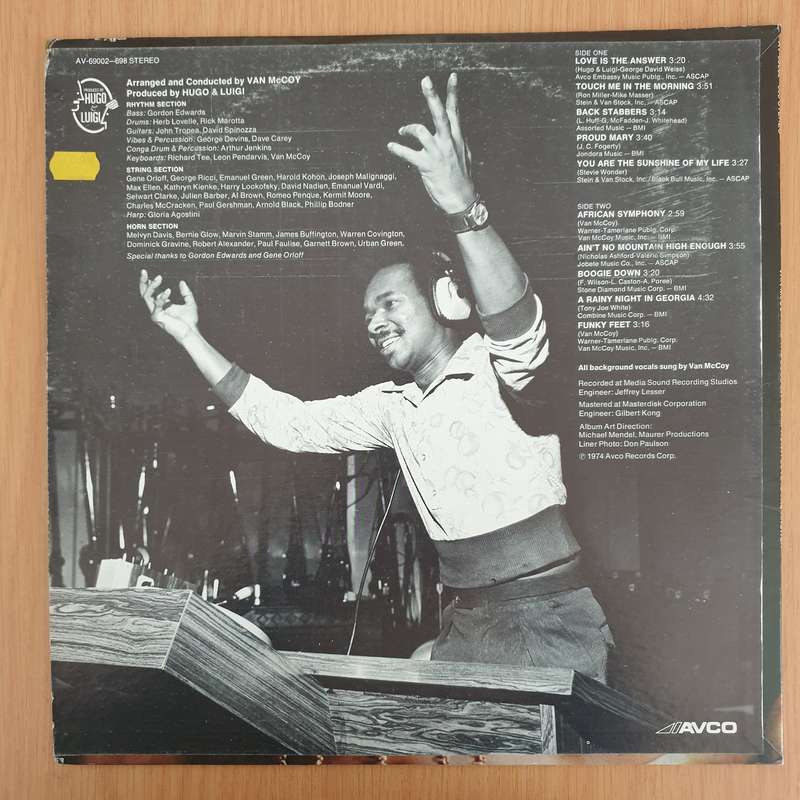 AV-69002—698 STEREO
PRODUCED BY
HUGO
&
LUIGI
Arranged and Conducted by VAN McCOY
Produced by HUGO & LUIGI
RHYTHM SECTION
Bass: Gordon Edwards
Drums: Herb Lovelle, Rick Marotta
Guitars: John Tropea, David Spinozza
Vibes & Percussion: George Devins, Dave Carey
Conga Drum & Percussion: Arthur Jenkins
Keyboards: Richard Tee, Leon Pendarvis, Van McCoy
STRING SECTION
Gene Orloff, George Ricci, Emanuel Green, Harold Kohon, Joseph Malignaggi,
Max Ellen, Kathryn Kienke, Harry Lookofsky, David Nadien, Emanuel Vardi,
Selwart Clarke, Julien Barber, Al Brown, Romeo Penque, Kermit Moore,
Charles McCracken, Paul Gershman, Arnold Black, Phillip Bodner
Harp: Gloria Agostini
HORN SECTION
Melvyn Davis, Bernie Glow, Marvin Stamm, James Buffington, Warren Covington,
Dominick Gravine, Robert Alexander, Paul Faulise, Garnett Brown, Urban Green,
Special thanks to Gordon Edwards and Gene Orloff
SIDE ONE
LOVE IS THE ANSWER 3:20
(Hugo & Luigi-George David Weiss)
Avco Embassy Music Publg., Inc. — ASCAP
TOUCH ME IN THE MORNING 3:51
(Ron Miller-Mike Masser)
Stein & Van Stock, Inc. — ASCAP
BACK STABBERS 3:14
(L. Huff-G. McFadden-J. Whitehead)
Assorted Music — BMI
PROUD MARY 3:40
(J. C. Fogerty)
Jondora Music — BMI
YOU ARE THE SUNSHINE OF MY LIFE 3:27
(Stevie Wonder)
Stein & Van Stock, Inc./Black Bull Music, Inc. — ASCAP
SIDE TWO
AFRICAN SYMPHONY 2:59
(Van McCoy)
Warner-Tamerlane Publg. Corp.
Van McCoy Music, Inc. — BMI
AIN'T NO MOUNTAIN HIGH ENOUGH 3:55
(Nicholas Ashford-Valerie Simpson)
Jobete Music Co., Inc. — ASCAP
BOOGIE DOWN 3:20
(F. Wilson-L. Caston-A. Poree)
Stone Diamond Music Corp. — BMI
A RAINY NIGHT IN GEORGIA 4:32
(Tony Joe White)
Combine Music Corp. — BMI
FUNKY FEET 3:16
(Van McCoy)
Warner-Tamerlane Publg. Corp.
Van McCoy Music, Inc. — BMI
All background vocals sung by Van McCoy
Recorded at Media Sound Recording Studios
Engineer: Jeffrey Lesser
Mastered at Masterdisk Corporation
Engineer: Gilbert Kong
Album Art Direction:
Michael Mendel, Maurer Productions
Liner Photo: Don Paulson
℗ 1974 Avco Records Corp.
AVCO